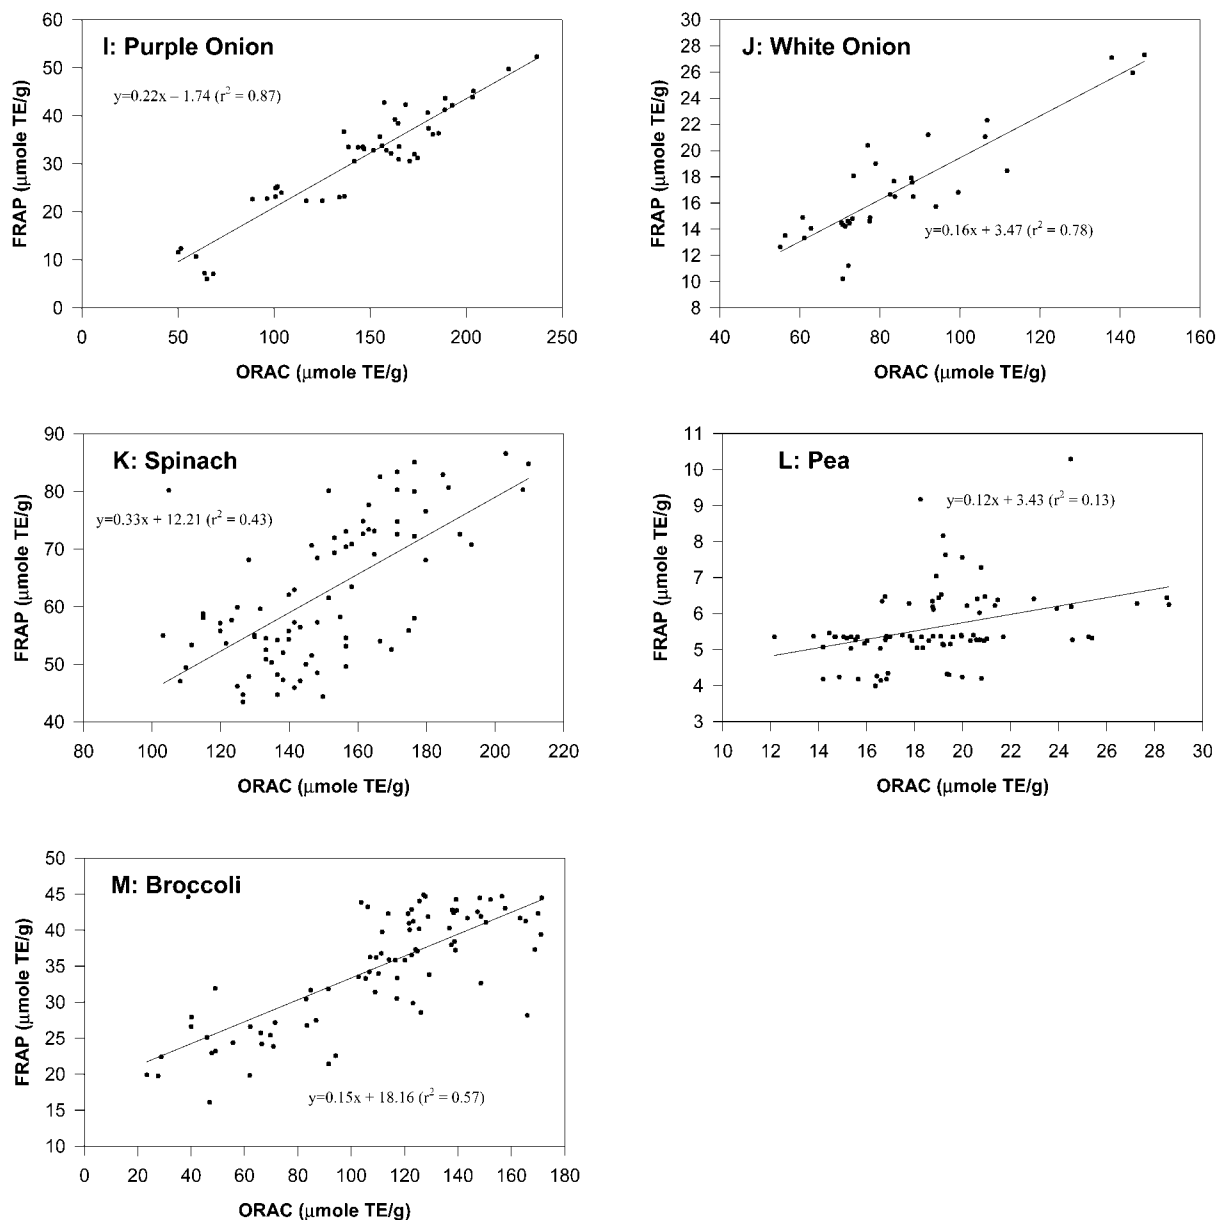 I: Purple Onion
y=0.22x – 1.74 (r² = 0.87)
FRAP (μmole TE/g)
60
50
40
30
20
10
0
0 50 100 150 200 250
ORAC (μmole TE/g)
J: White Onion
y=0.16x + 3.47 (r² = 0.78)
FRAP (μmole TE/g)
30
28
26
24
22
20
18
16
14
12
10
8
40 60 80 100 120 140 160
ORAC (μmole TE/g)
K: Spinach
y=0.33x + 12.21 (r² = 0.43)
FRAP (μmole TE/g)
90
80
70
60
50
40
80 100 120 140 160 180 200 220
ORAC (μmole TE/g)
L: Pea
y=0.12x + 3.43 (r² = 0.13)
FRAP (μmole TE/g)
11
10
9
8
7
6
5
4
3
10 12 14 16 18 20 22 24 26 28 30
ORAC (μmole TE/g)
M: Broccoli
y=0.15x + 18.16 (r² = 0.57)
FRAP (μmole TE/g)
50
45
40
35
30
25
20
15
10
0 20 40 60 80 100 120 140 160 180
ORAC (μmole TE/g)